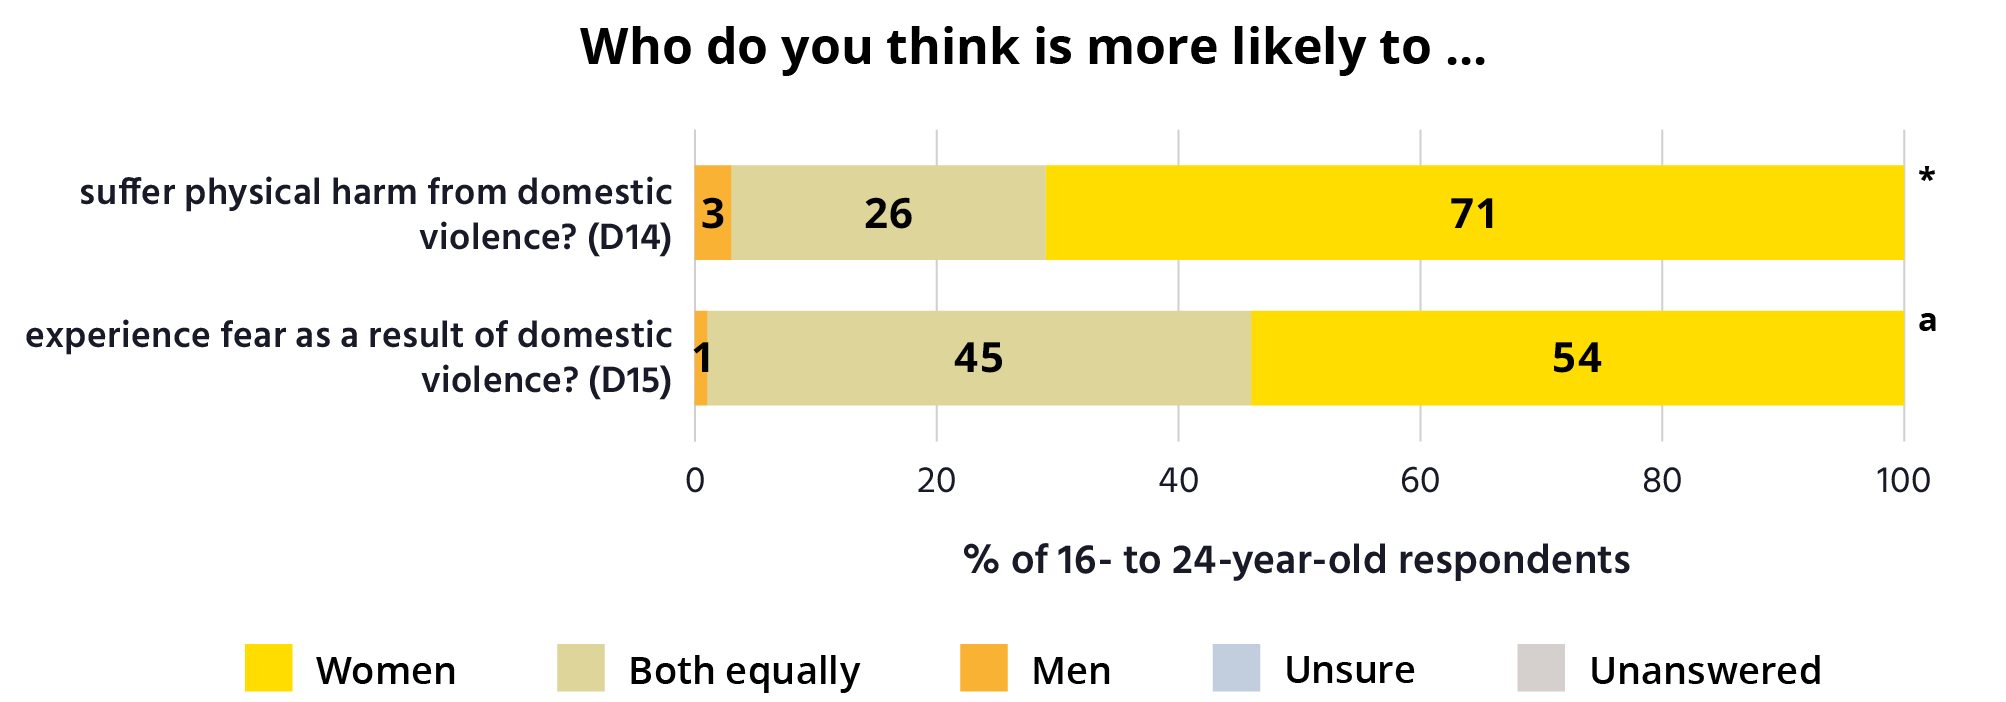 Who do you think is more likely to ...
suffer physical harm from domestic
violence? (D14)
3 26 71 *
experience fear as a result of domestic
violence? (D15)
1 45 54 a
0 20 40 60 80 100
% of 16- to 24-year-old respondents
Women Both equally Men Unsure Unanswered